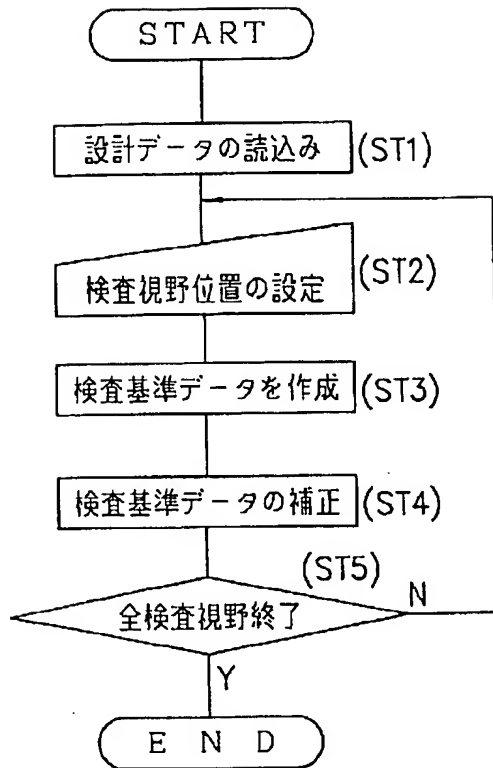 START
設計データの読込み (ST1)
検査視野位置の設定 (ST2)
検査基準データを作成 (ST3)
検査基準データの補正 (ST4)
(ST5)
全検査視野終了 N
Y
END